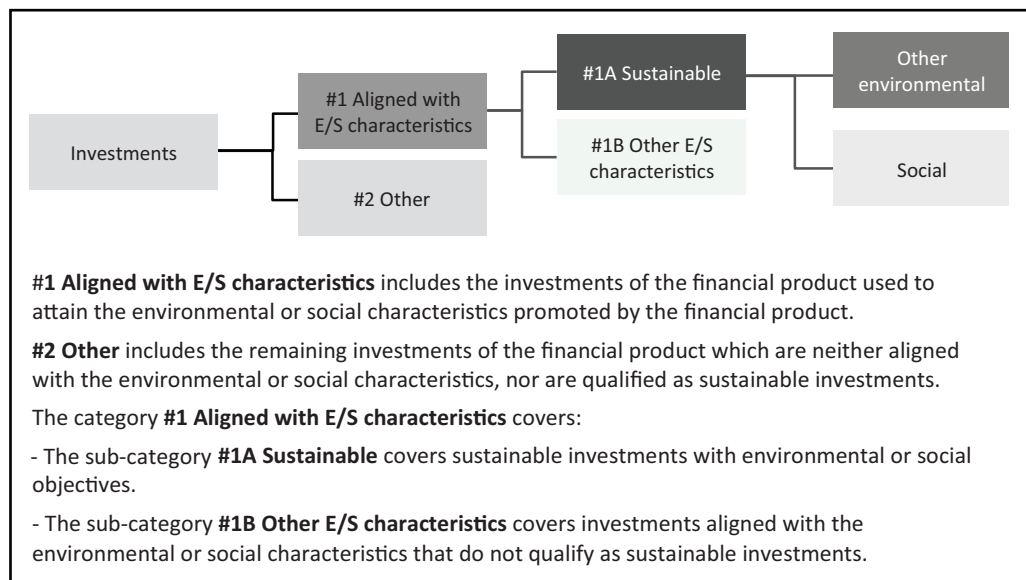 Investments
#1 Aligned with
E/S characteristics
#2 Other
#1A Sustainable
#1B Other E/S
characteristics
Other
environmental
Social
#1 Aligned with E/S characteristics includes the investments of the financial product used to
attain the environmental or social characteristics promoted by the financial product.
#2 Other includes the remaining investments of the financial product which are neither aligned
with the environmental or social characteristics, nor are qualified as sustainable investments.
The category #1 Aligned with E/S characteristics covers:
- The sub-category #1A Sustainable covers sustainable investments with environmental or social
objectives.
- The sub-category #1B Other E/S characteristics covers investments aligned with the
environmental or social characteristics that do not qualify as sustainable investments.